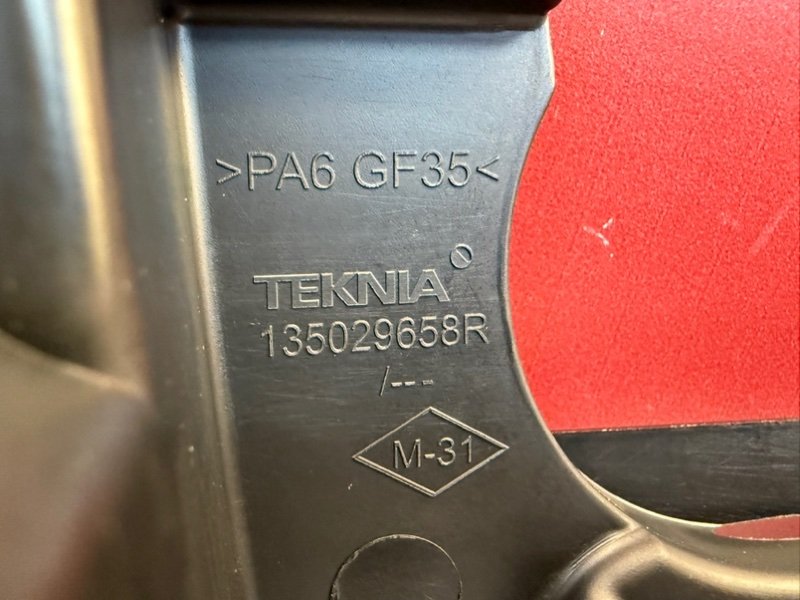 >PA6 GF35<
TEKNIA
135029658R
/-- -
M-31